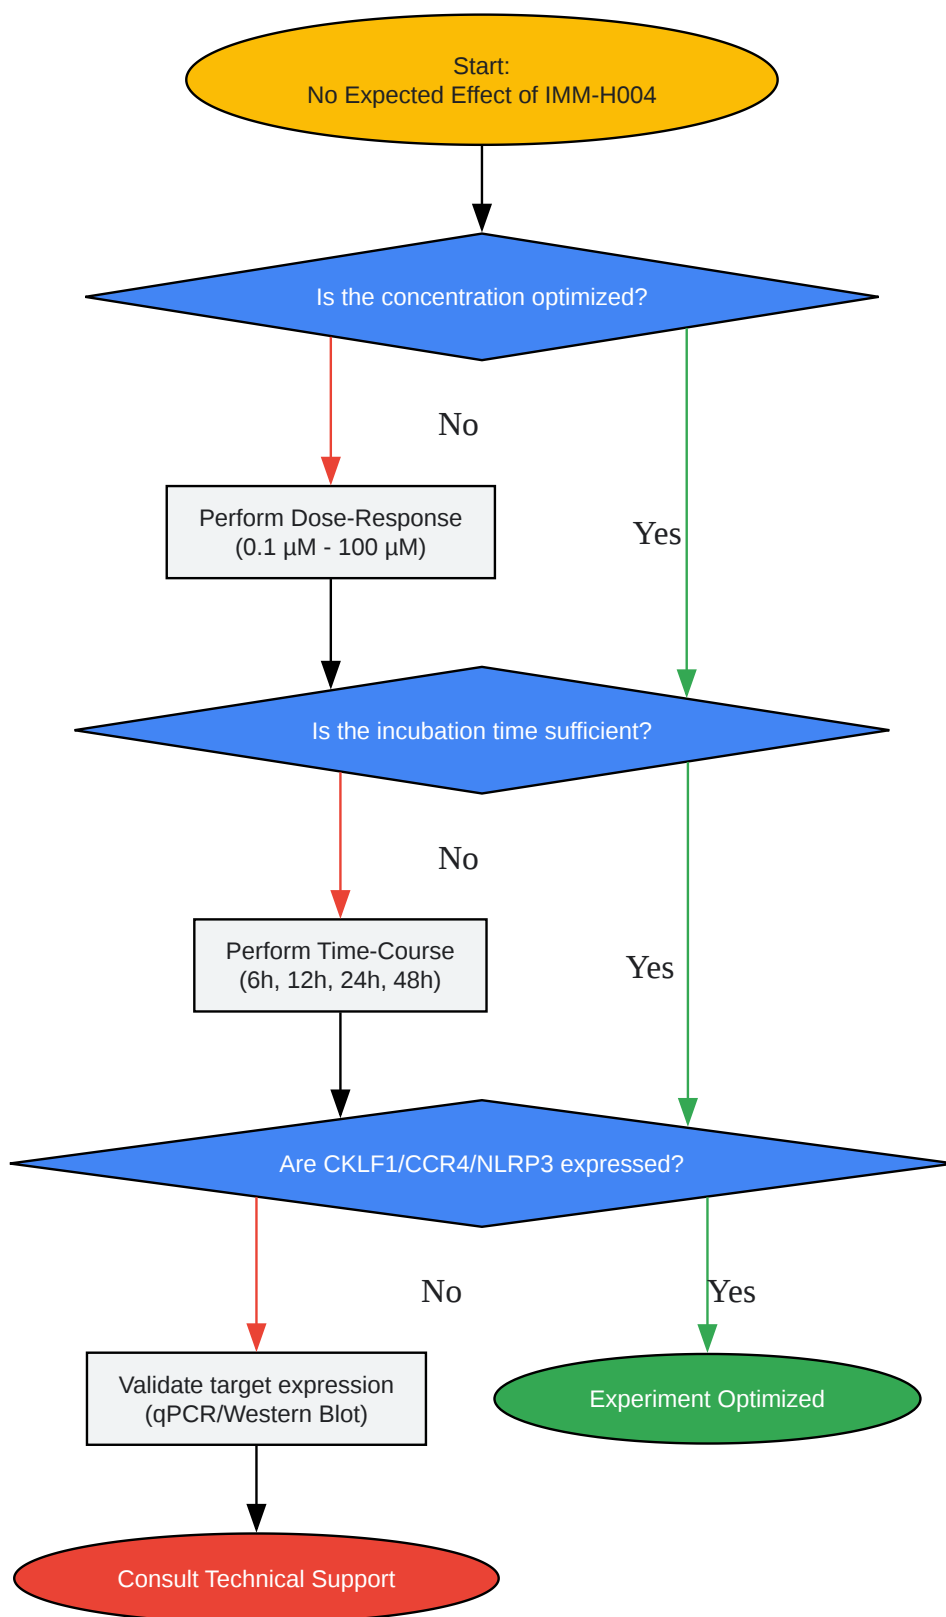 Start:
No Expected Effect of IMM-H004
Is the concentration optimized?
No
Perform Dose-Response
(0.1 µM - 100 µM)
Yes
Is the incubation time sufficient?
No
Perform Time-Course
(6h, 12h, 24h, 48h)
Yes
Are CKLF1/CCR4/NLRP3 expressed?
No
Yes
Validate target expression
(qPCR/Western Blot)
Experiment Optimized
Consult Technical Support